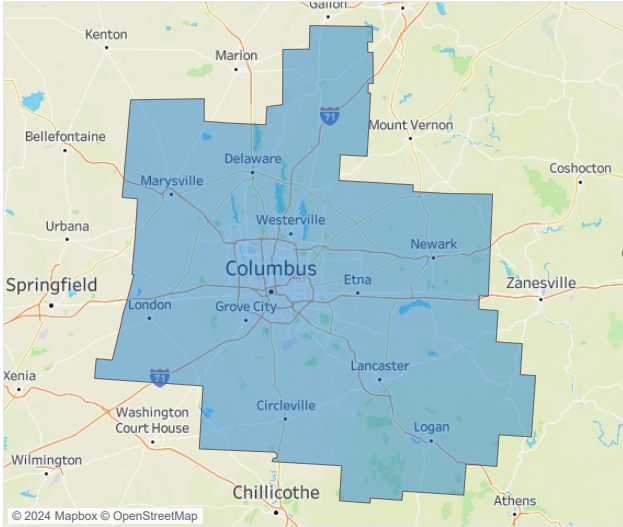 Galion
Kenton
Marion
71
Mount Vernon
Bellefontaine
Delaware
Coshocton
Marysville
Urbana
Westerville
Newark
Columbus
Springfield
Etna
Zanesville
London
Grove City
Lancaster
Xenia
71
Circleville
Washington
Court House
Logan
Wilmington
Chillicothe
Athens
© 2024 Mapbox © OpenStreetMap